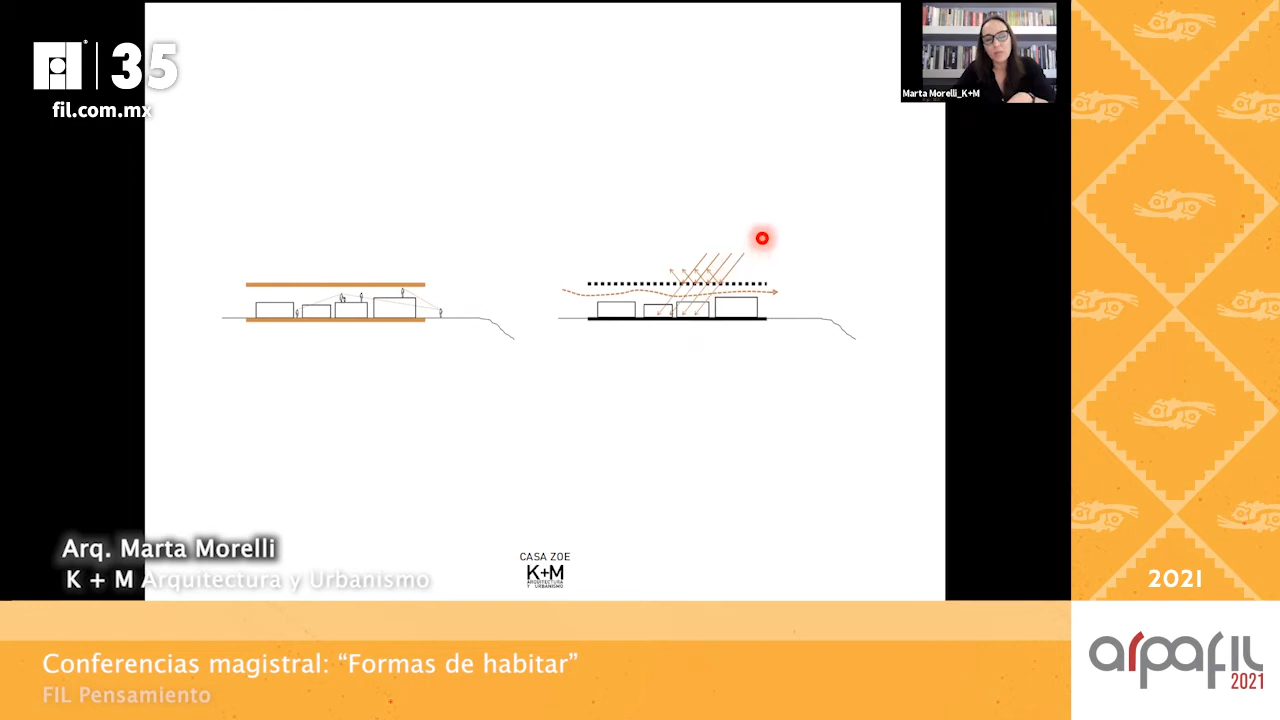 FIL 35
fil.com.mx
Marta Morelli_K+M
CASA ZOE
K+M
ARQUITECTURA
Y URBANISMO
Arq. Marta Morelli
K + M Arquitectura y Urbanismo
Conferencias magistral: “Formas de habitar”
FIL Pensamiento
2021
arpafil
2021